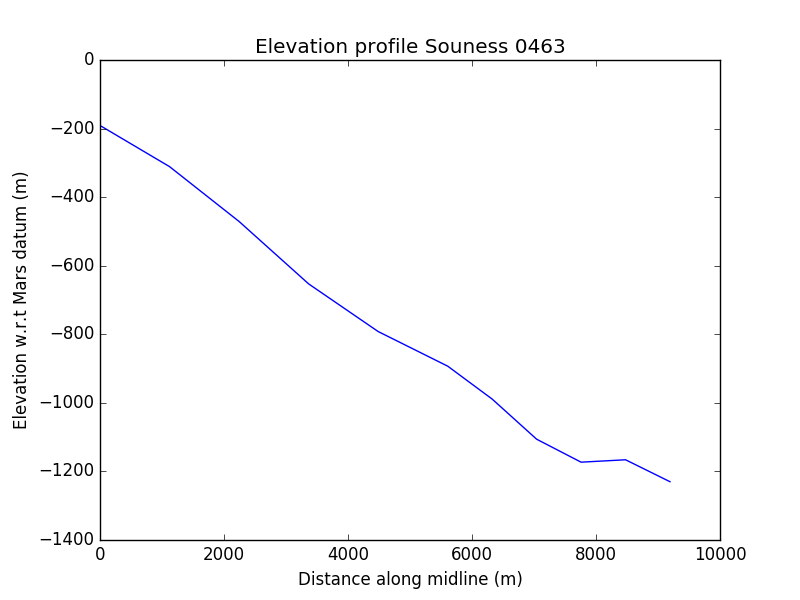 Elevation profile Souness 0463
0
−200
−400
−600
−800
−1000
−1200
−1400
Elevation w.r.t Mars datum (m)
0 2000 4000 6000 8000 10000
Distance along midline (m)